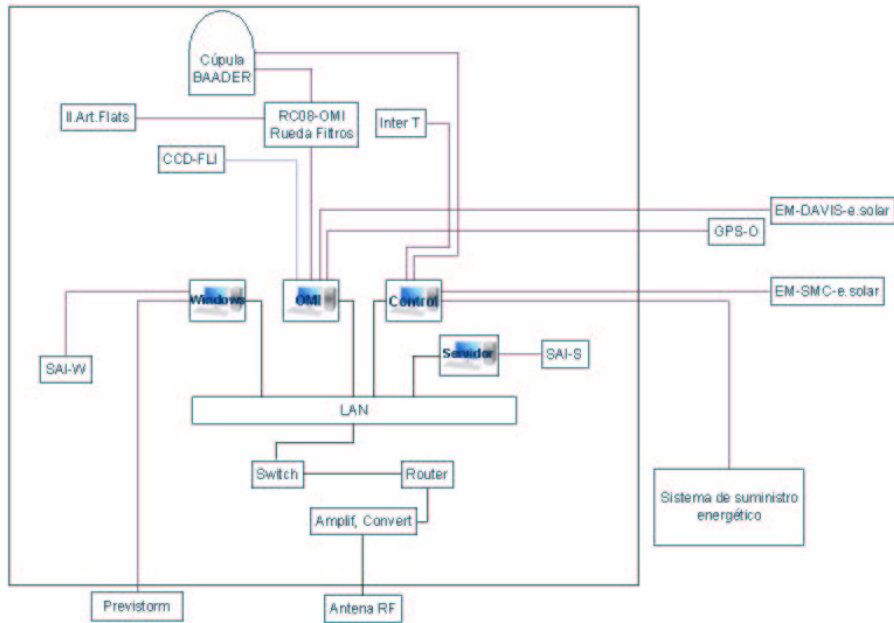 Cúpula
BAADER
Il.Art.Flats
RC08-OMI
Rueda Filtros
Inter T
CCD-FLI
EM-DAVIS-e.solar
GPS-O
Windows
OMI
Control
EM-SMC-e.solar
Servidor
SAI-S
SAI-W
LAN
Switch
Router
Sistema de suministro
energético
Amplif, Convert
Previstorm
Antena RF